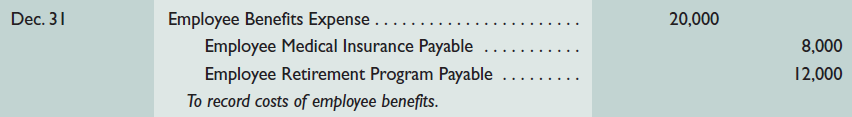 Dec. 31 Employee Benefits Expense . . . . . . . . . . . . . . . . . . . . . . . 20,000
Employee Medical Insurance Payable . . . . . . . . . . . 8,000
Employee Retirement Program Payable . . . . . . . . . 12,000
To record costs of employee benefits.